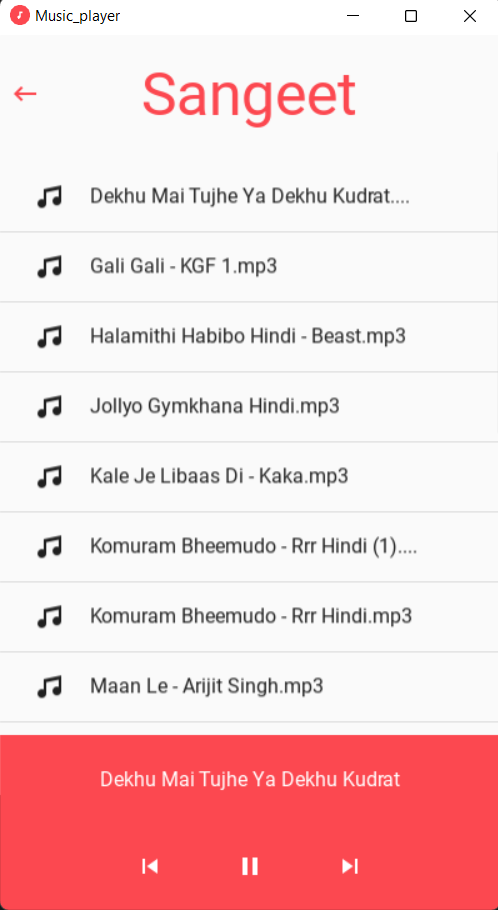 Music_player
Sangeet
Dekhu Mai Tujhe Ya Dekhu Kudrat....
Gali Gali - KGF 1.mp3
Halamithi Habibo Hindi - Beast.mp3
Jollyo Gymkhana Hindi.mp3
Kale Je Libaas Di - Kaka.mp3
Komuram Bheemudo - Rrr Hindi (1)....
Komuram Bheemudo - Rrr Hindi.mp3
Maan Le - Arijit Singh.mp3
Dekhu Mai Tujhe Ya Dekhu Kudrat